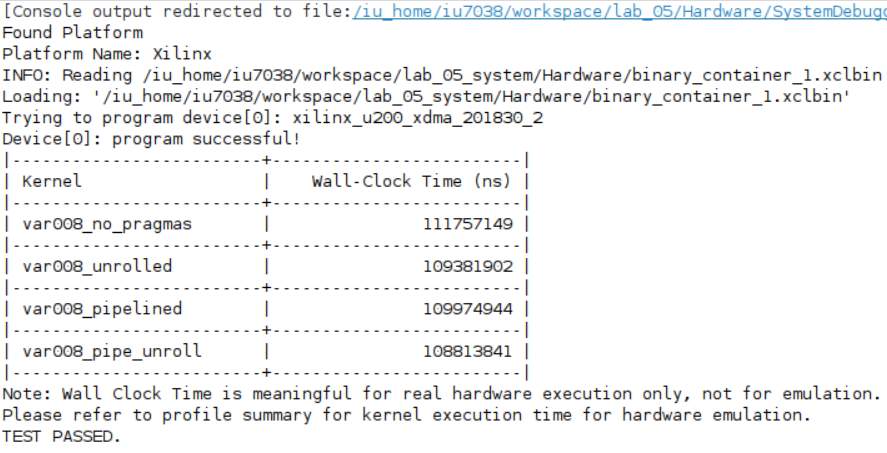 [Console output redirected to file:/iu_home/iu7038/workspace/lab_05/Hardware/SystemDebugg
Found Platform
Platform Name: Xilinx
INFO: Reading /iu_home/iu7038/workspace/lab_05_system/Hardware/binary_container_1.xclbin
Loading: '/iu_home/iu7038/workspace/lab_05_system/Hardware/binary_container_1.xclbin'
Trying to program device[0]: xilinx_u200_xdma_201830_2
Device[0]: program successful!
|-------------------------+-------------------------|
| Kernel                  |    Wall-Clock Time (ns) |
|-------------------------+-------------------------|
| var008_no_pragmas       |               111757149 |
|-------------------------+-------------------------|
| var008_unrolled         |               109381902 |
|-------------------------+-------------------------|
| var008_pipelined        |               109974944 |
|-------------------------+-------------------------|
| var008_pipe_unroll      |               108813841 |
|-------------------------+-------------------------|
Note: Wall Clock Time is meaningful for real hardware execution only, not for emulation.
Please refer to profile summary for kernel execution time for hardware emulation.
TEST PASSED.